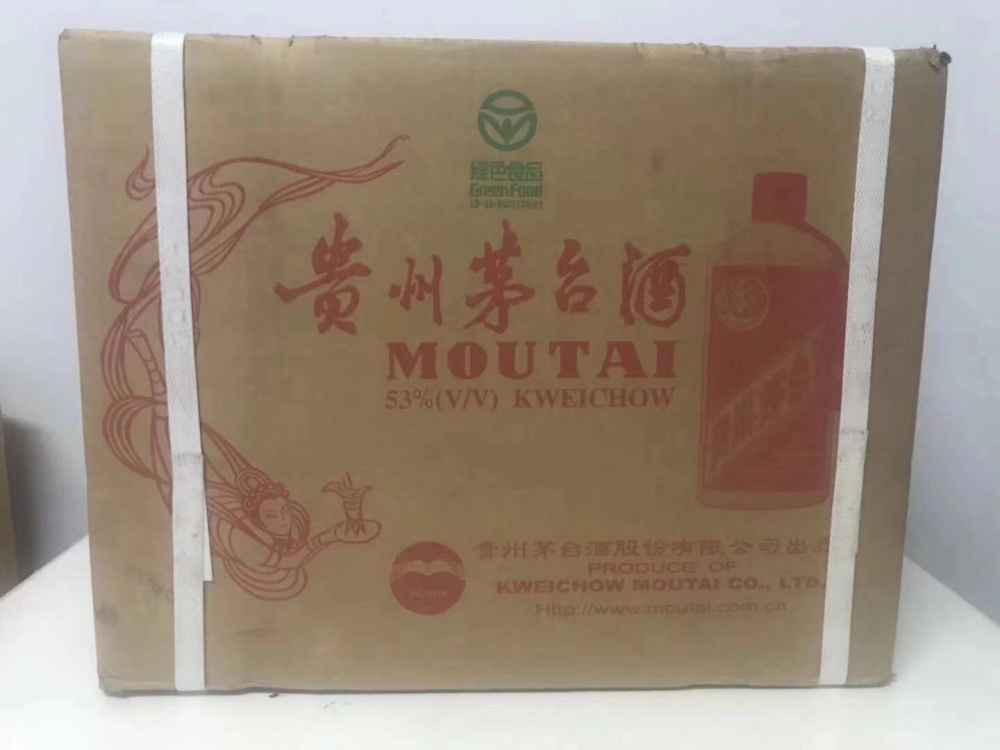 绿色食品
Green Food
贵州茅台酒
MOUTAI
53%(V/V) KWEICHOW
贵州茅台酒股份有限公司出
PRODUCE OF
KWEICHOW MOUTAI CO., LTD.
Http://www.moutai.com.cn